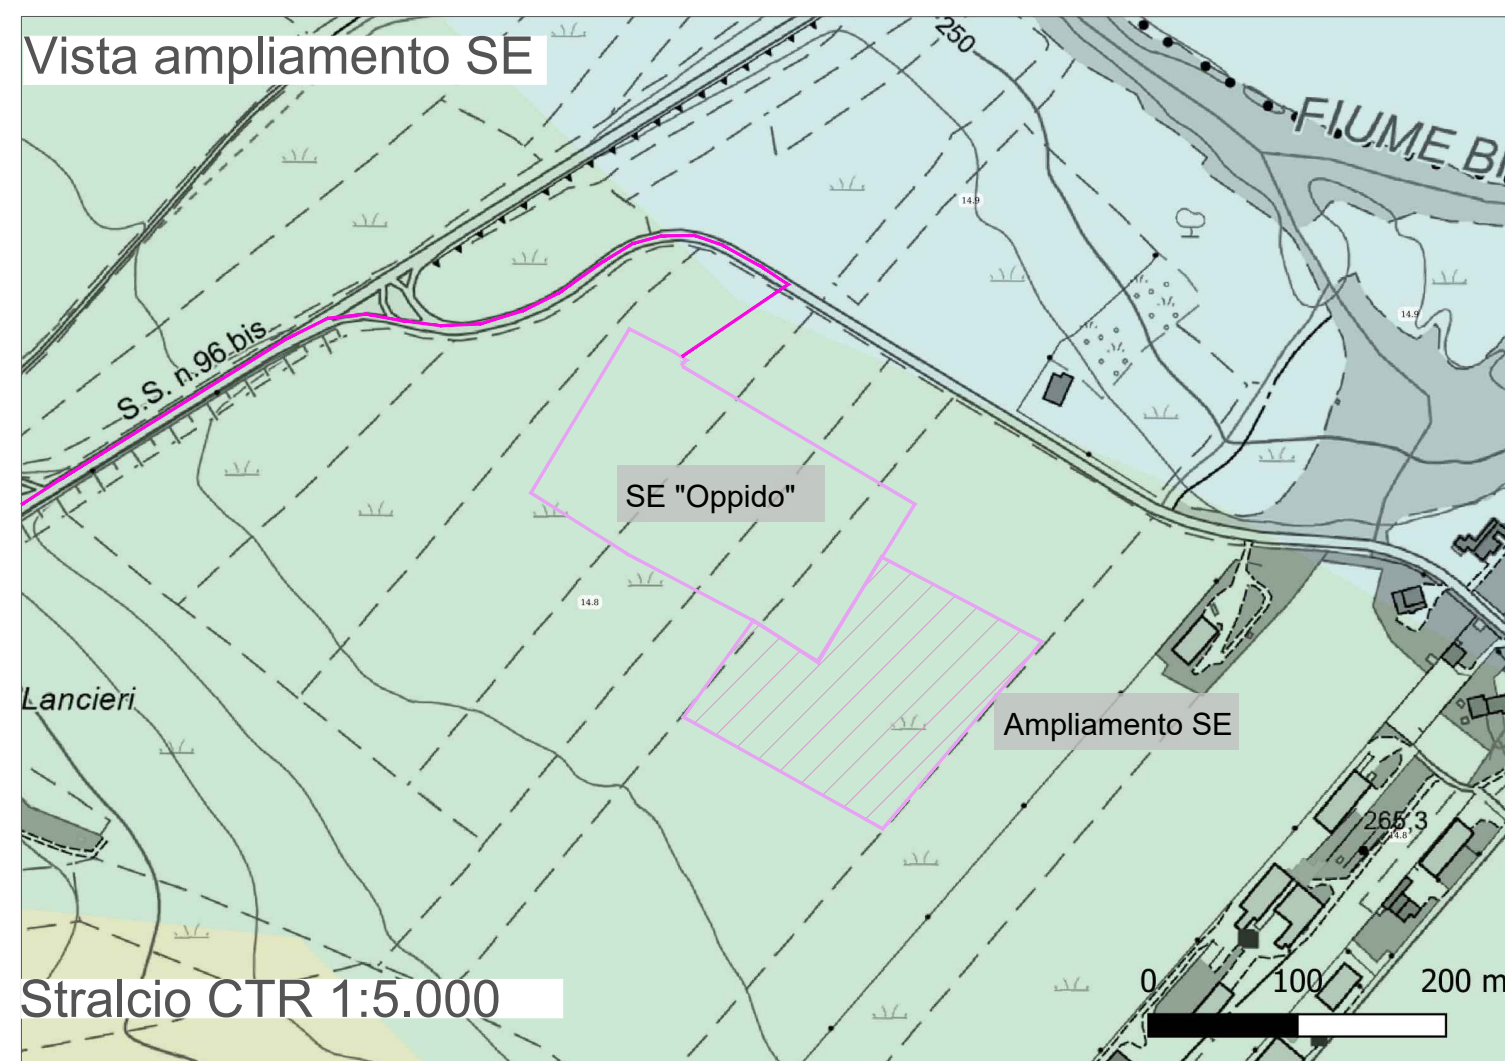 Vista ampliamento SE
250
FIUME B
14.9
14.9
S.S. n.96 bis
SE "Oppido"
14.8
Lancieri
Ampliamento SE
265,3
14.8
Stralcio CTR 1:5.000
0 100 200 m